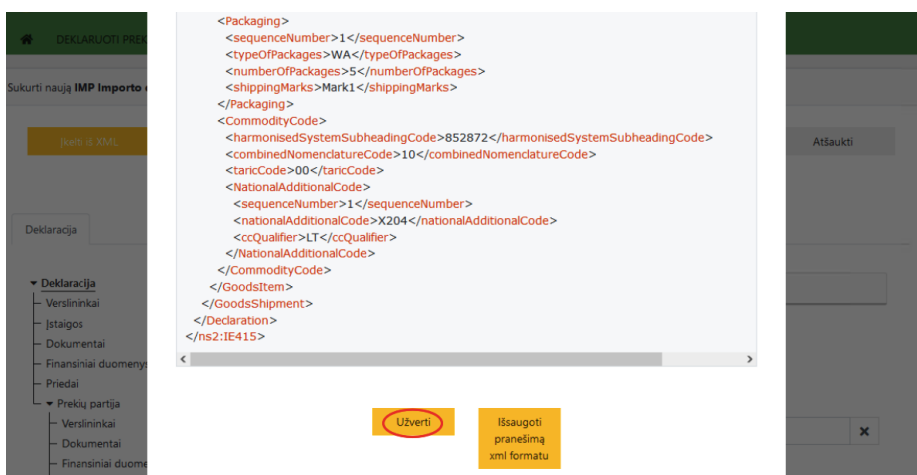 DEKLARUOTI PREK
Sukurti naują IMP Importo
Įkelti iš XML
Atšaukti
Deklaracija
Deklaracija
Verslininkai
Įstaigos
Dokumentai
Finansiniai duomenys
Priedai
Prekių partija
Verslininkai
Dokumentai
Finansiniai duome
<Packaging>
<sequenceNumber>1</sequenceNumber>
<typeOfPackages>WA</typeOfPackages>
<numberOfPackages>5</numberOfPackages>
<shippingMarks>Mark1</shippingMarks>
</Packaging>
<CommodityCode>
<harmonisedSystemSubheadingCode>852872</harmonisedSystemSubheadingCode>
<combinedNomenclatureCode>10</combinedNomenclatureCode>
<taricCode>00</taricCode>
<NationalAdditionalCode>
<sequenceNumber>1</sequenceNumber>
<nationalAdditionalCode>X204</nationalAdditionalCode>
<ccQualifier>LT</ccQualifier>
</NationalAdditionalCode>
</CommodityCode>
</GoodsItem>
</GoodsShipment>
</Declaration>
</ns2:IE415>
Užverti
Išsaugoti
pranešimą
xml formatu